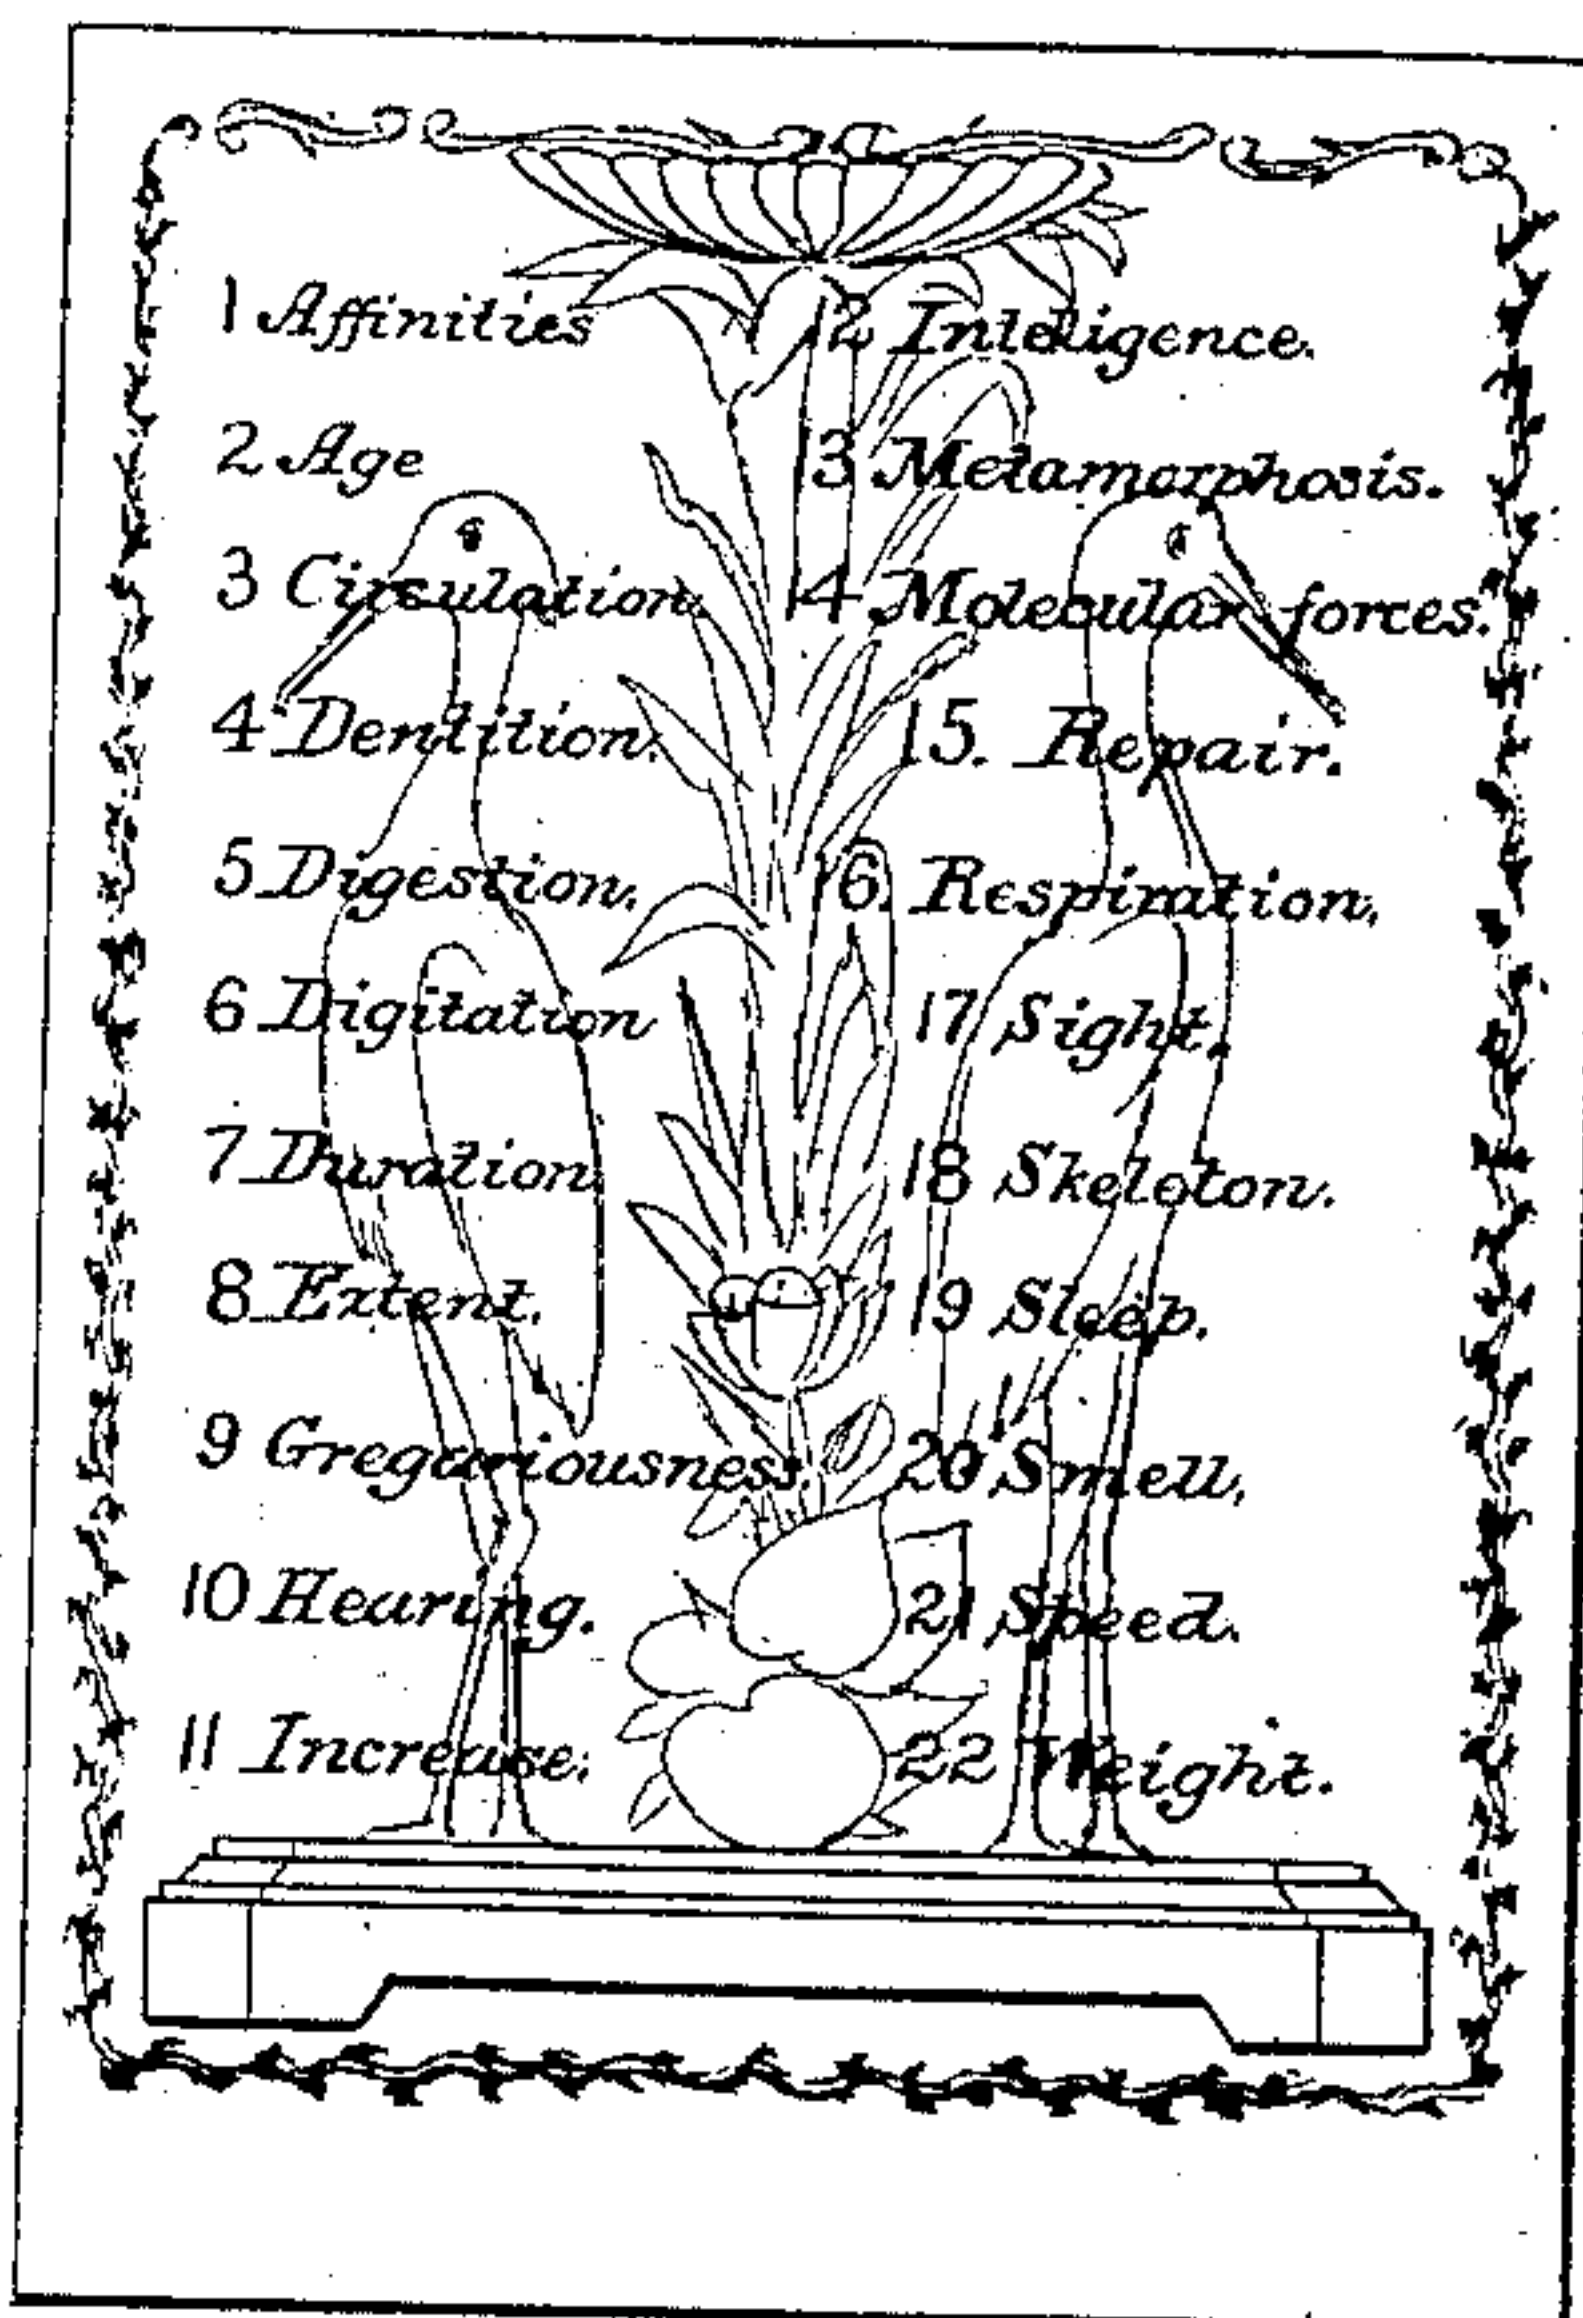 1 Affinities
2 Age
3 Circulation
4 Dentition.
5 Digestion.
6 Digitation
7 Duration
8 Extent.
9 Gregariousness.
10 Hearing.
11 Increase.
12 Intelligence.
13 Metamorphosis.
14 Molecular forces.
15. Repair.
16. Respiration.
17 Sight.
18 Skeleton.
19 Sleep.
20 Smell.
21 Speed.
22 Weight.